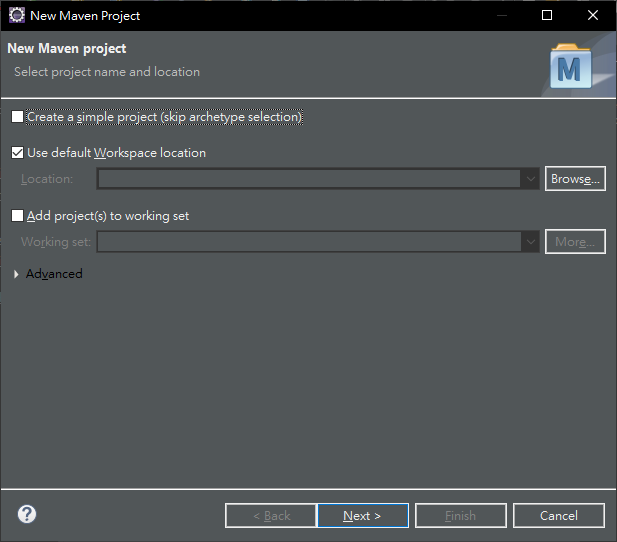 New Maven Project
New Maven project
Select project name and location
M
Create a simple project (skip archetype selection)
Use default Workspace location
Location:
Browse...
Add project(s) to working set
Working set:
More...
Advanced
?
< Back
Next >
Finish
Cancel